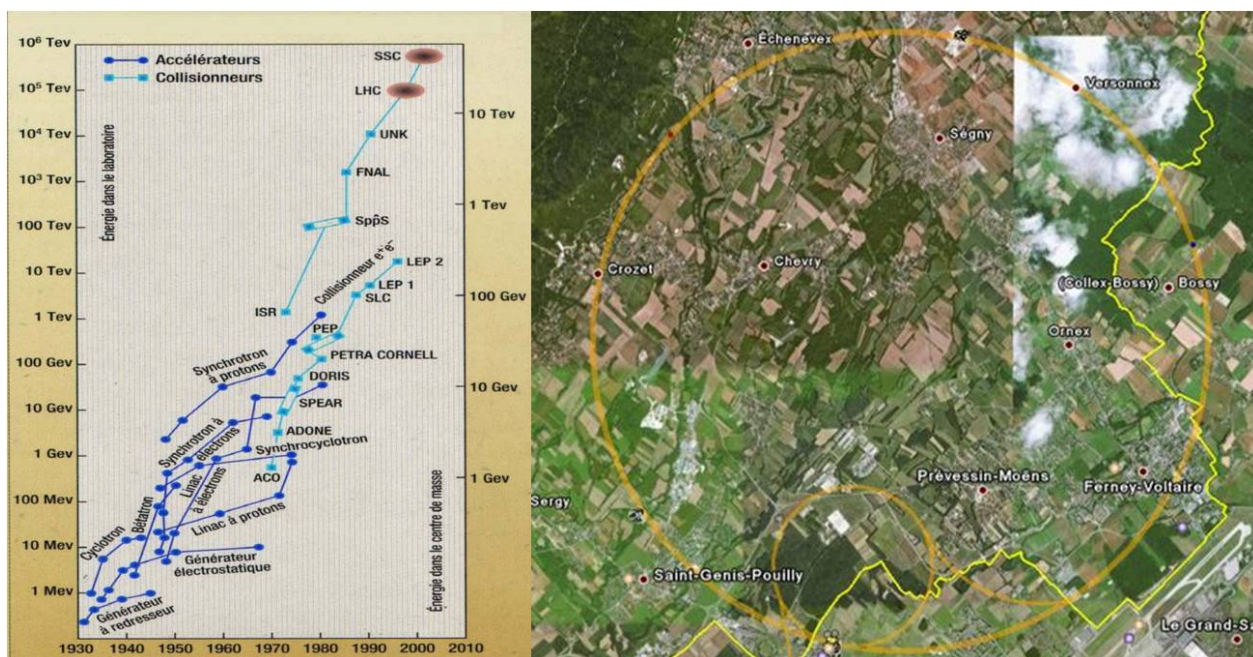 10⁶ Tev
10⁵ Tev
10⁴ Tev
10³ Tev
100 Tev
10 Tev
1 Tev
100 Gev
10 Gev
1 Gev
100 Mev
10 Mev
1 Mev
Accélérateurs
Collisionneurs
Énergie dans le laboratoire
SSC
LHC
UNK
FNAL
Spp̄S
Collisionneur e⁺e⁻
LEP 2
LEP 1
SLC
ISR
PEP
PETRA CORNELL
DORIS
SPEAR
ADONE
ACO
Synchrotron
à protons
Synchrotron à
électrons
Synchrocyclotron
Linac
à électrons
Linac à protons
Bétatron
Cyclotron
Générateur
électrostatique
Générateur
à redresseur
10 Tev
1 Tev
100 Gev
10 Gev
1 Gev
Énergie dans le centre de masse
1930 1940 1950 1960 1970 1980 1990 2000 2010
Échenevex
Versonnex
Ségny
Crozet
Chevry
(Collex-Bossy) Bossy
Ornex
Prévessin-Moëns
Ferney-Voltaire
Sergy
Saint-Genis-Pouilly
Le Grand-Sa